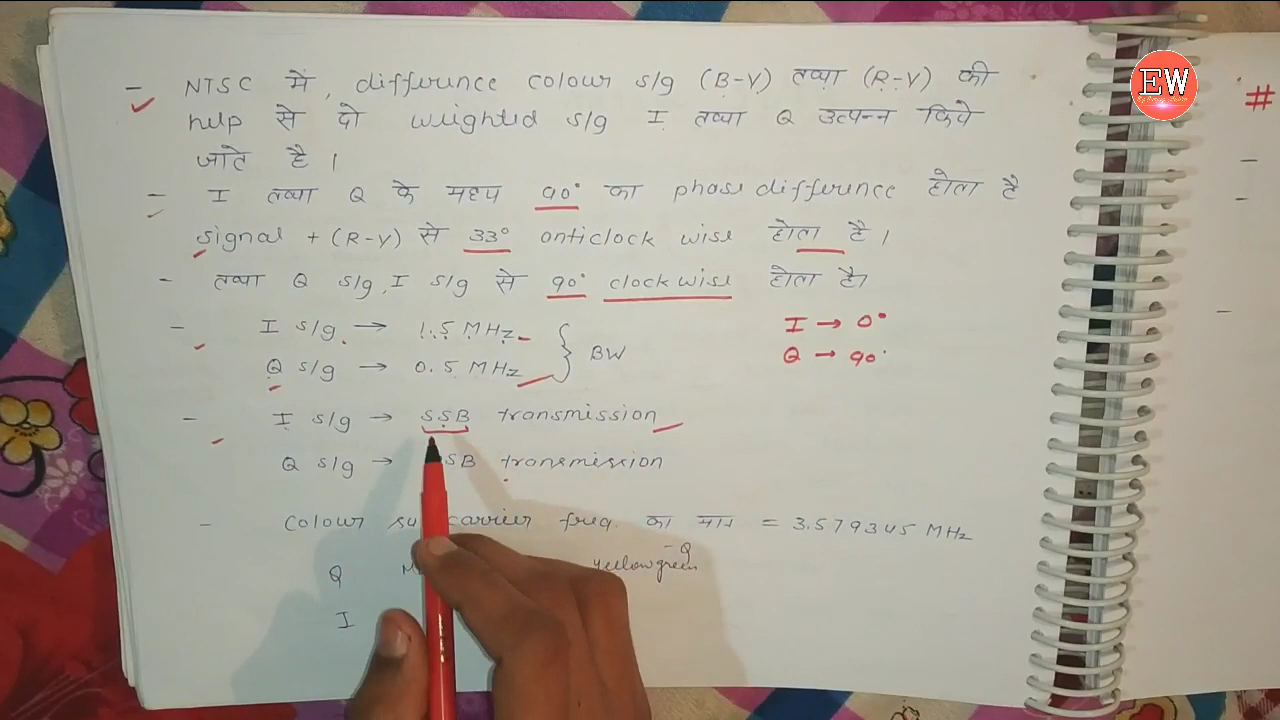 - NTSC में, difference colour s/g (B-Y) तथा (R-Y) की
help से दो weighted s/g I तथा Q उत्पन्न किये
जाते है।
- I तथा Q के मध्य 90° का phase difference होता है
signal + (R-Y) से 33° anticlock wise होता है।
- तथा Q s/g, I s/g से 90° clockwise होता है।
- I s/g → 1.5 MHz
Q s/g → 0.5 MHz } BW
I → 0°
Q → 90°
- I s/g → SSB transmission
Q s/g → SB transmission
- Colour carrier freq. का मान = 3.579345 MHz
Q yellow green -Q
I
EW
#